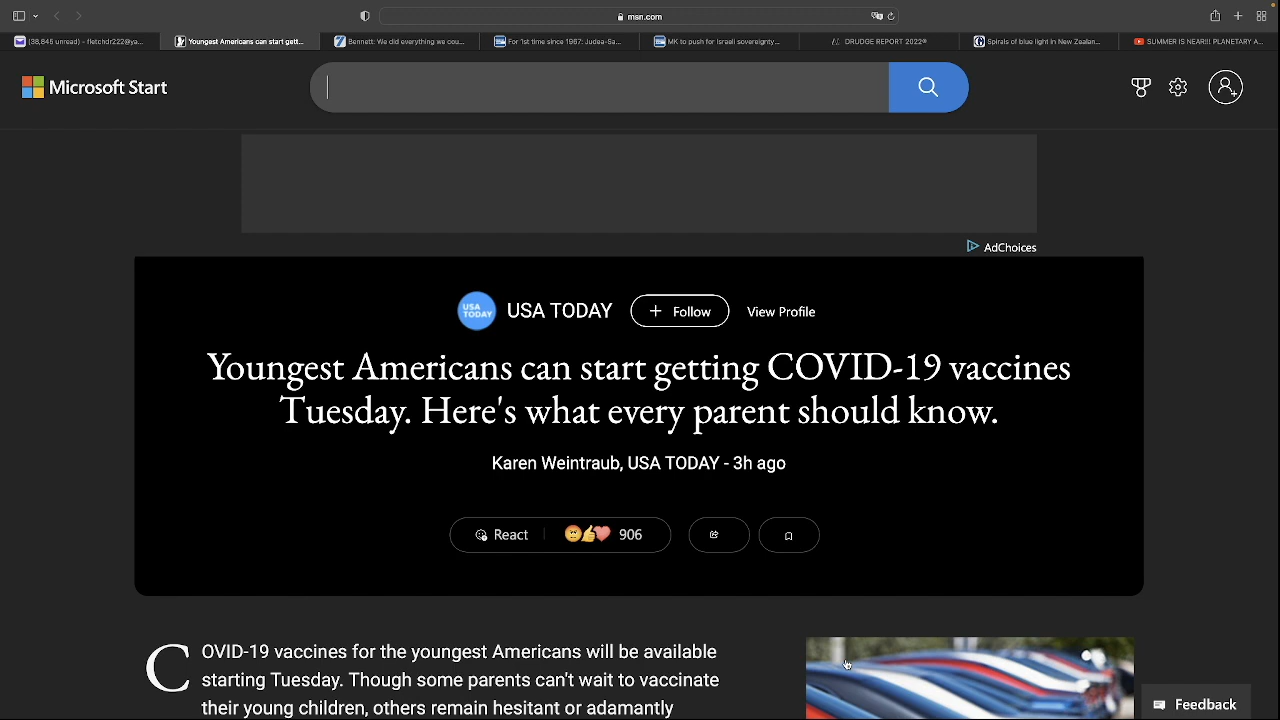 msn.com
(38,845 unread) - fletchdr222@ya...
Youngest Americans can start gett...
Bennett: We did everything we cou...
For 1st time since 1967: Judea-Sa...
MK to push for Israeli sovereignty...
DRUDGE REPORT 2022®
Spirals of blue light in New Zealan...
SUMMER IS NEAR!!! PLANETARY A...
Microsoft Start
AdChoices
USA TODAY
USA TODAY
+ Follow
View Profile
Youngest Americans can start getting COVID-19 vaccines
Tuesday. Here's what every parent should know.
Karen Weintraub, USA TODAY - 3h ago
React
906
COVID-19 vaccines for the youngest Americans will be available
starting Tuesday. Though some parents can't wait to vaccinate
their young children, others remain hesitant or adamantly
Feedback